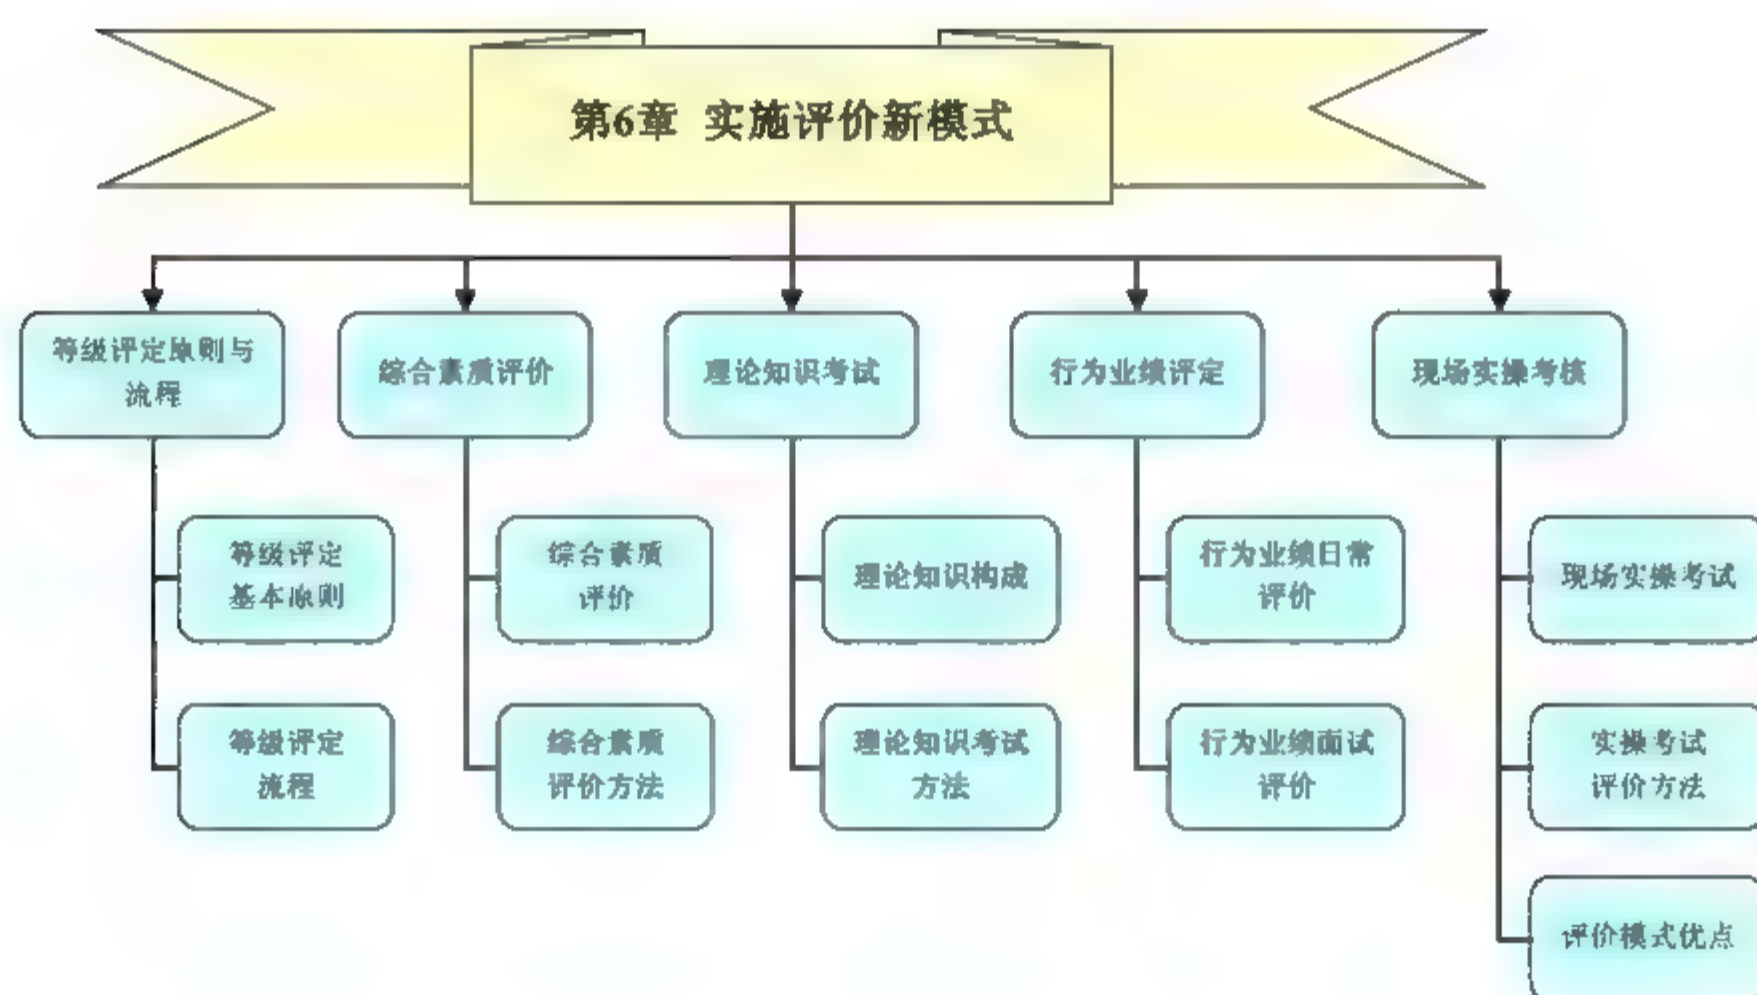 第6章 实施评价新模式
等级评定原则与
流程
综合素质评价
理论知识考试
行为业绩评定
现场实操考核
等级评定
基本原则
综合素质
评价
理论知识构成
行为业绩日常
评价
现场实操考试
等级评定
流程
综合素质
评价方法
理论知识考试
方法
行为业绩面试
评价
实操考试
评价方法
评价模式优点